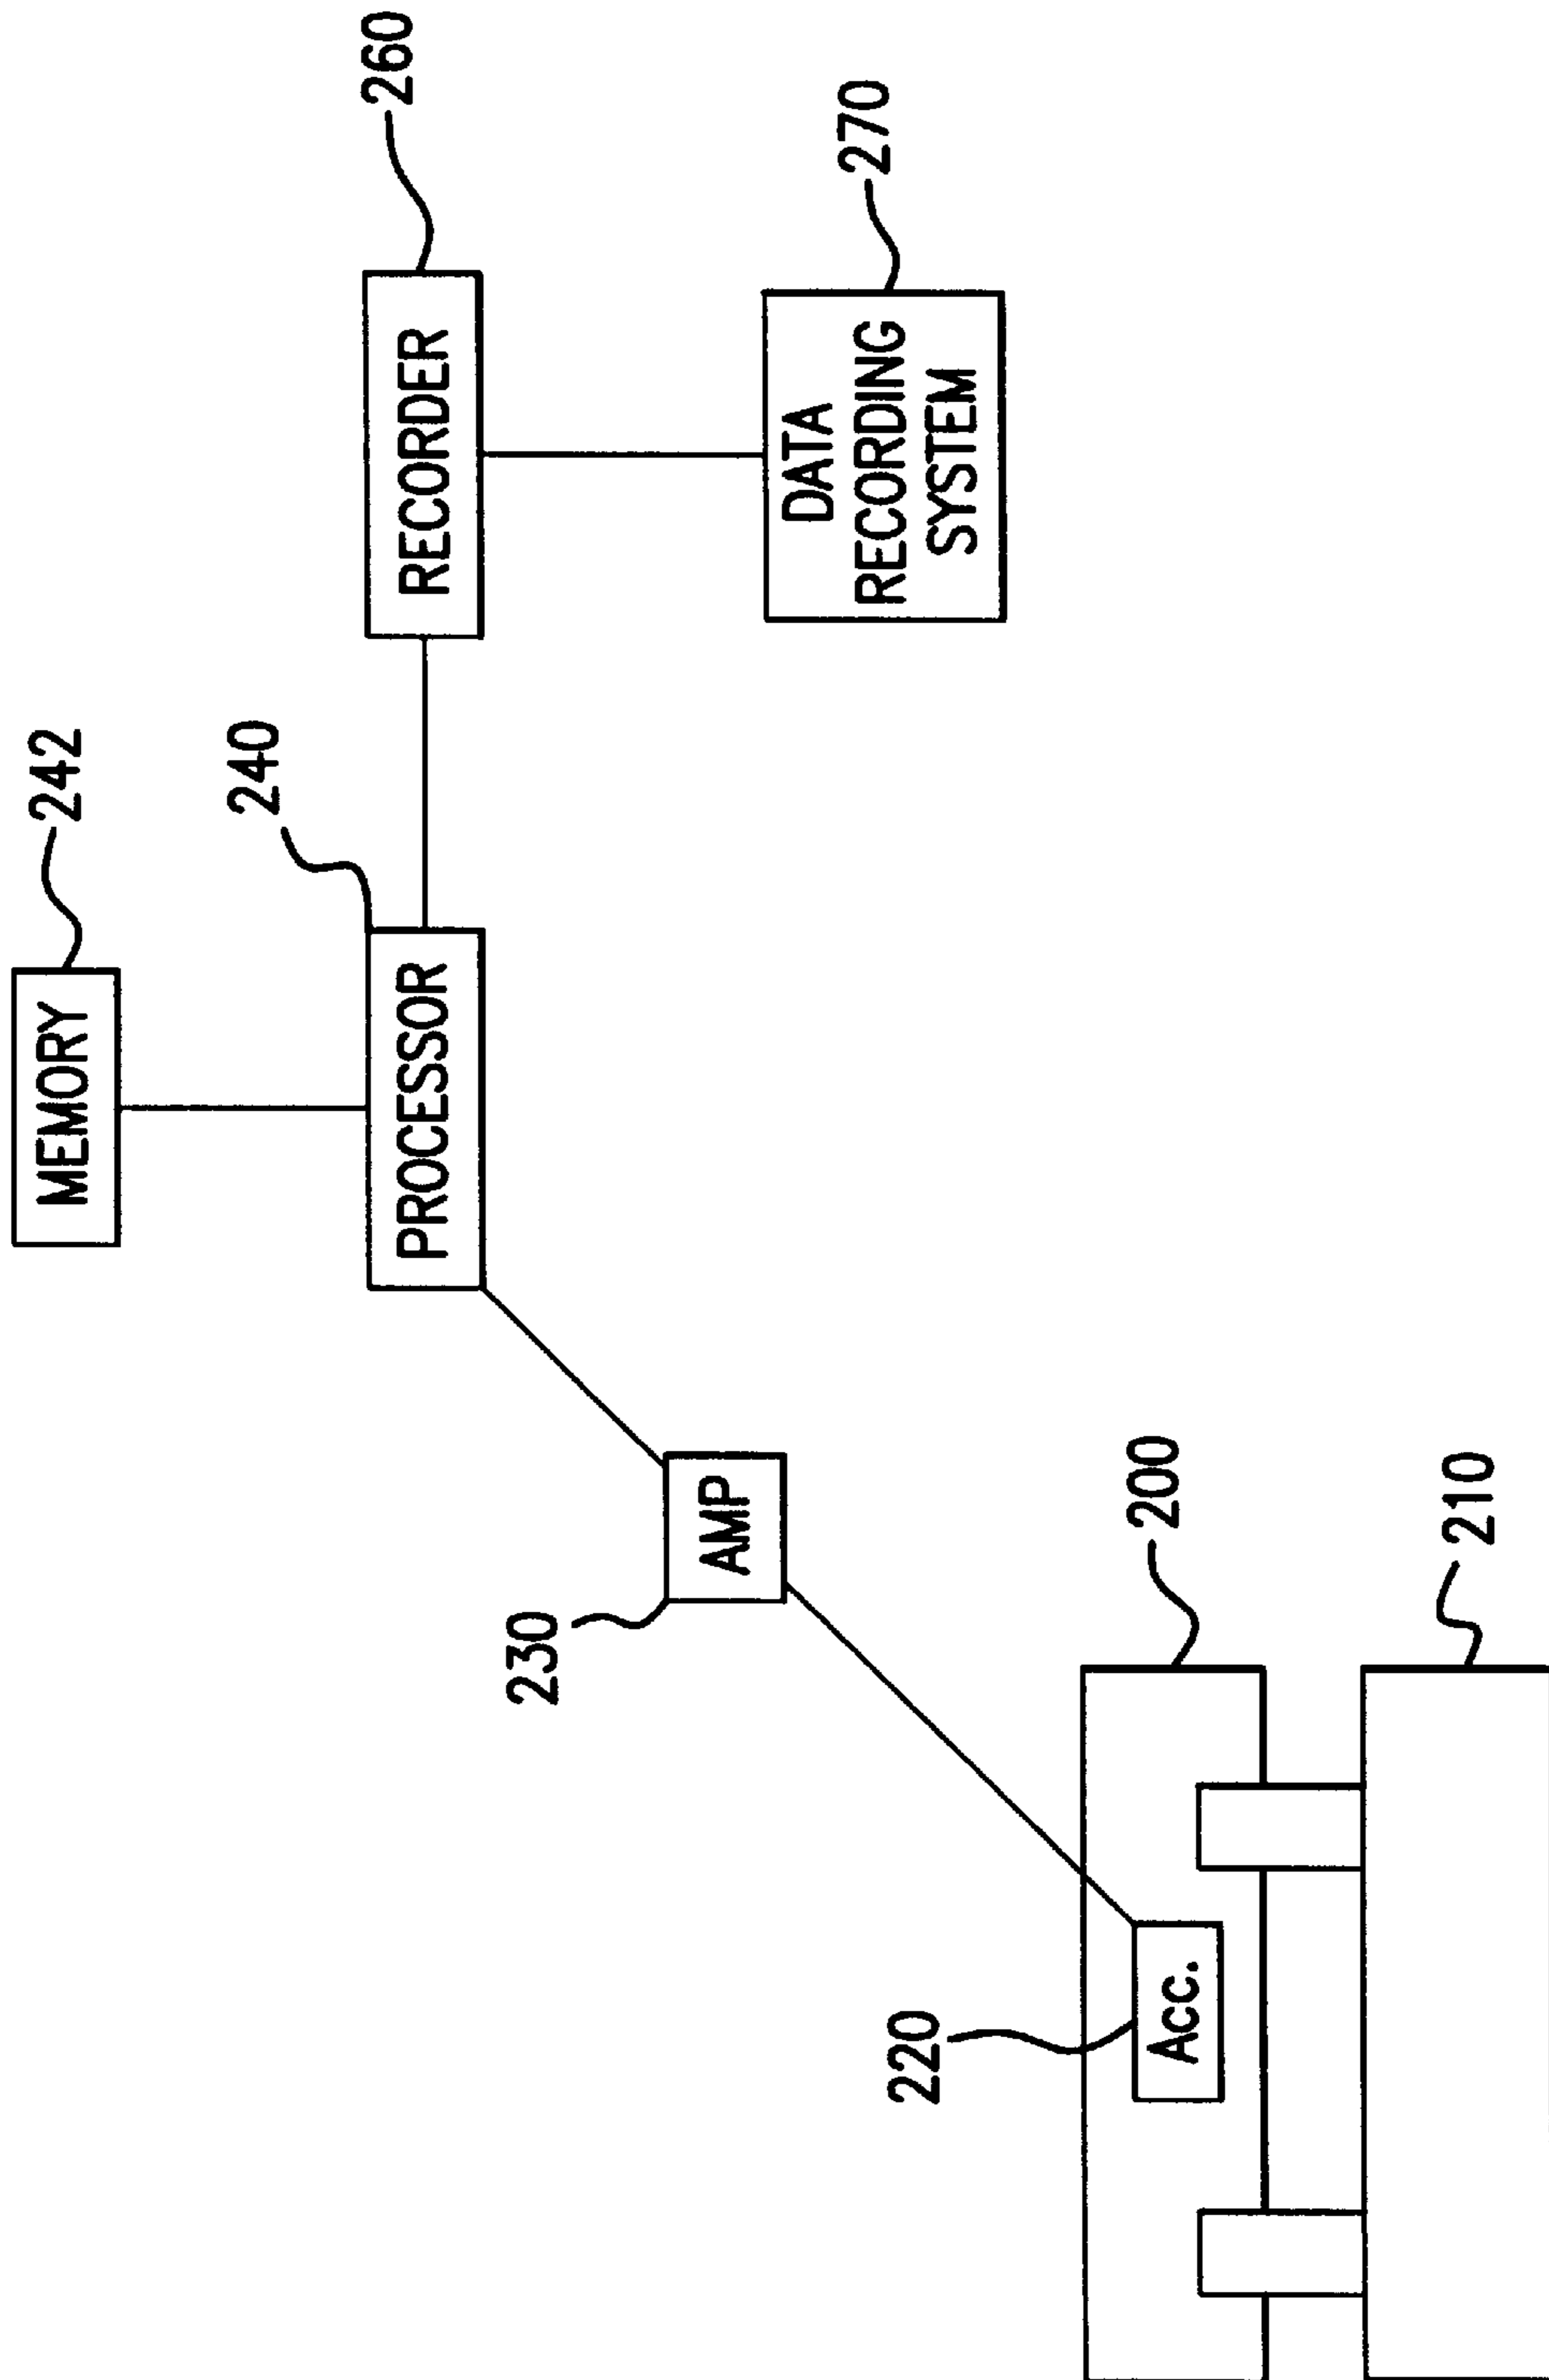 MEMORY
242
240
PROCESSOR
260
RECORDER
270
DATA
RECORDING
SYSTEM
230
AMP
220
Acc.
200
210